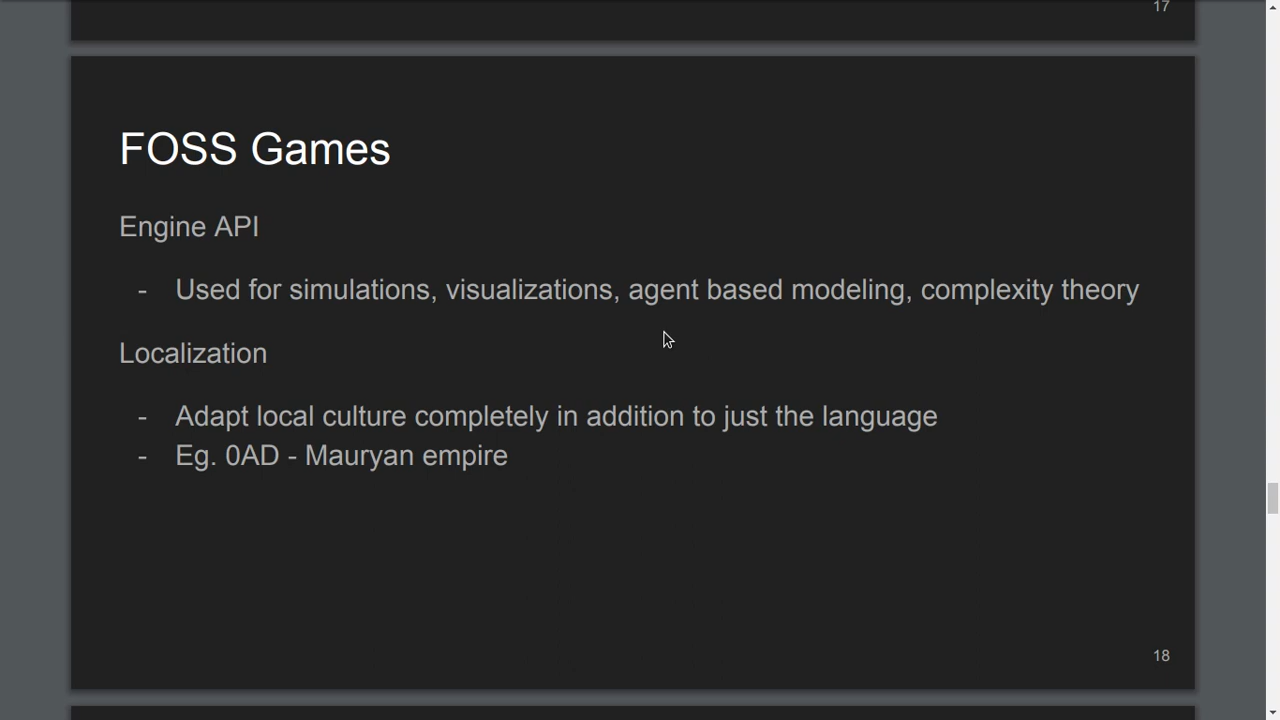 17
FOSS Games
Engine API
- Used for simulations, visualizations, agent based modeling, complexity theory
Localization
- Adapt local culture completely in addition to just the language
- Eg. 0AD - Mauryan empire
18